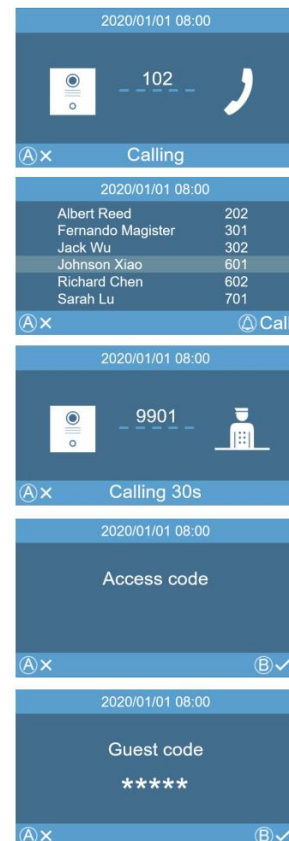 2020/01/01 08:00
102
Ⓐ✕ Calling
2020/01/01 08:00
Albert Reed 202
Fernando Magister 301
Jack Wu 302
Johnson Xiao 601
Richard Chen 602
Sarah Lu 701
Ⓐ✕ Call
2020/01/01 08:00
9901
Ⓐ✕ Calling 30s
2020/01/01 08:00
Access code
Ⓐ✕ Ⓑ✓
2020/01/01 08:00
Guest code
*****
Ⓐ✕ Ⓑ✓